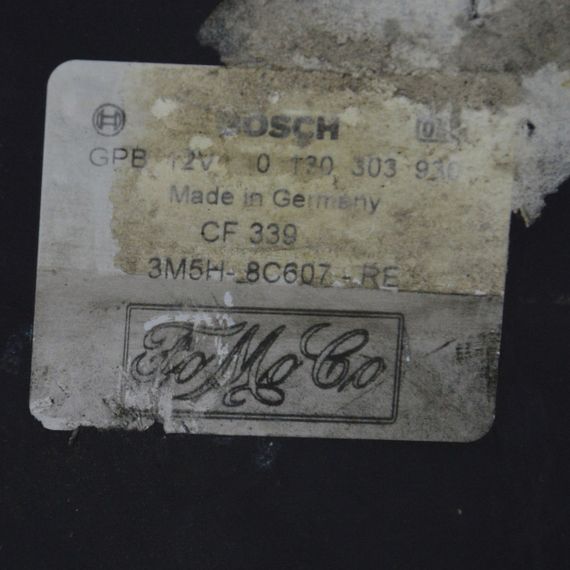 BOSCH
GPB 12V 0 130 303 930
Made in Germany
CF 339
3M5H- 8C607 - RE
FoMoCo